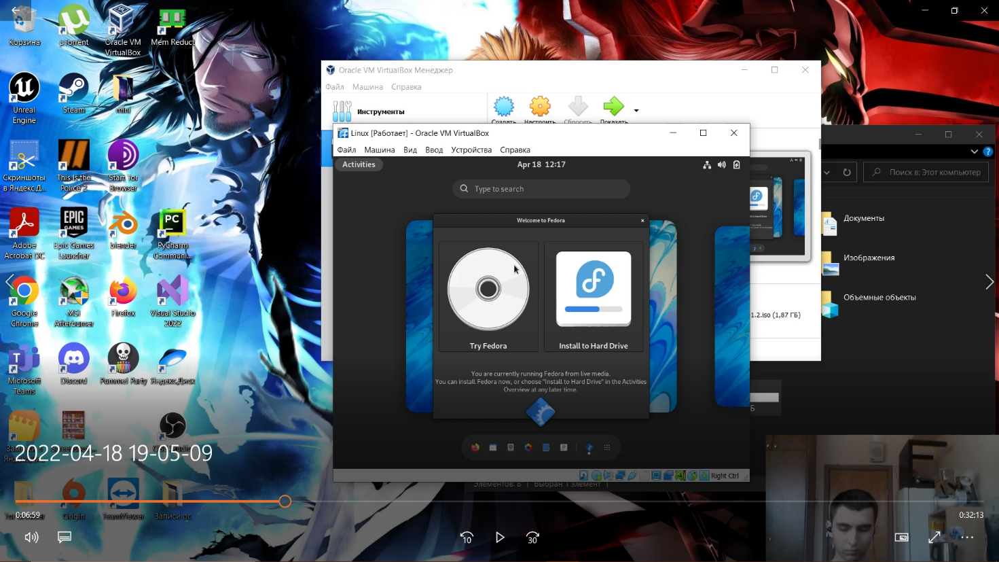 Корзина
µTorrent
Oracle VM
VirtualBox
Mem Reduct
Unreal
Engine
Steam
mini
Скриншоты
в Яндекс.Д...
This Is the
Police 2
Start Tor
Browser
Adobe
Acrobat DC
Epic Games
Launcher
blender
PyCharm
Communi...
Google
Chrome
MSI
Afterburner
Firefox
Visual Studio
2022
Microsoft
Teams
Discord
Pummel Party
Яндекс.Диск
2022-04-18 19-05-09
Origin
TeamViewer
Записи ос
0:06:59
0:32:13
10
30
Oracle VM VirtualBox Менеджер
Файл Машина Справка
Инструменты
Создать
Настроить
Сбросить
Показать
Linux [Работает] - Oracle VM VirtualBox
Файл Машина Вид Ввод Устройства Справка
Activities
Apr 18 12:17
Type to search
Welcome to Fedora
Try Fedora
Install to Hard Drive
You are currently running Fedora from live media.
You can install Fedora now, or choose "Install to Hard Drive" in the Activities
Overview at any later time.
Right Ctrl
1.2.iso (1,87 ГБ)
Поиск в: Этот компьютер
Документы
Изображения
Объемные объекты
Б
Элементов: 8 | Выбран 1 элемент |